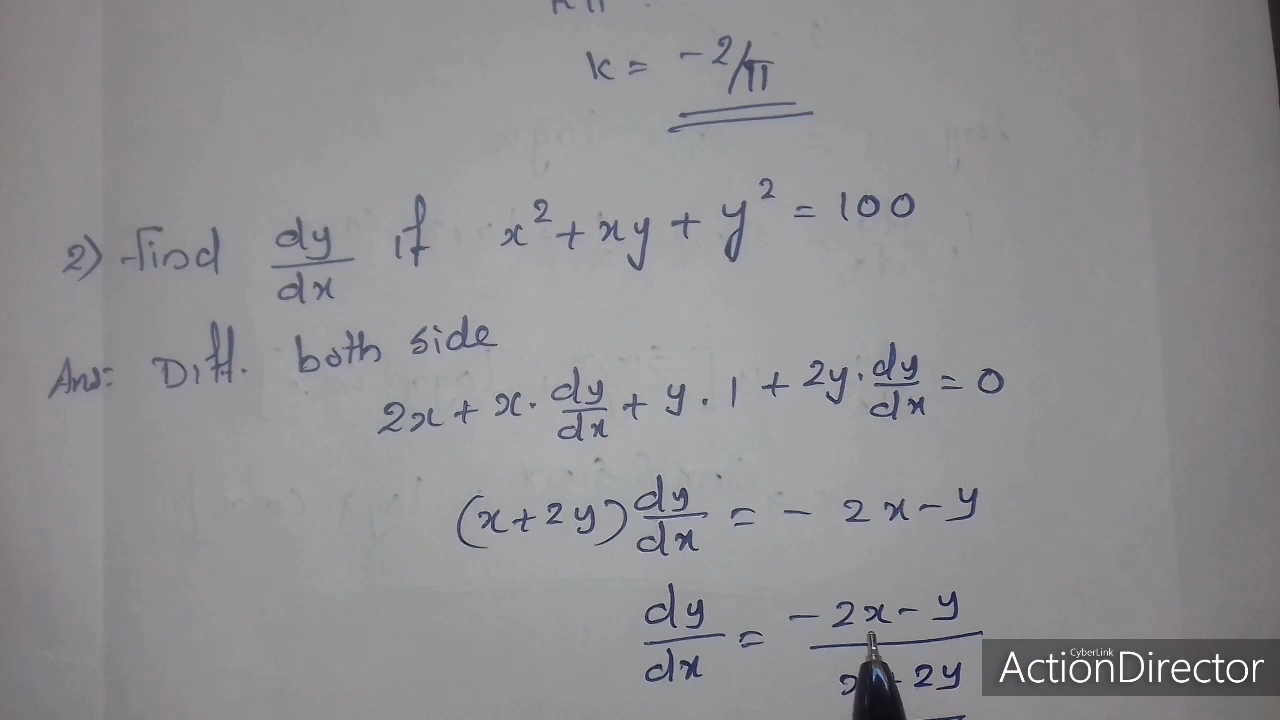 k = -2/π
2) Find dy/dx if x² + xy + y² = 100
Ans: Diff. both side
2x + x · dy/dx + y · 1 + 2y · dy/dx = 0
(x + 2y) dy/dx = - 2x - y
dy/dx = -2x - y / x 2y
CyberLink
ActionDirector